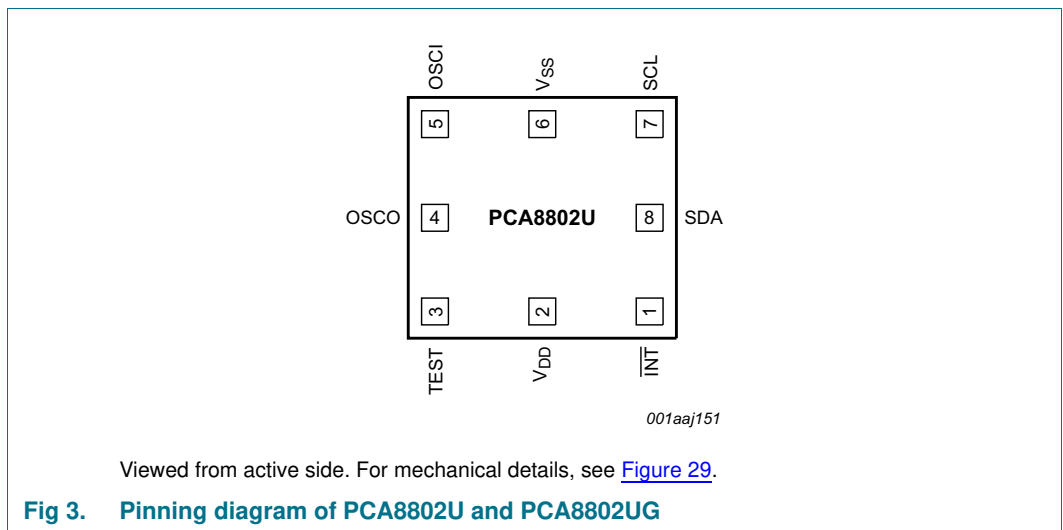 OSCI VSS SCL
5 6 7
OSCO 4 PCA8802U 8 SDA
3 2 1
TEST VDD INT
001aaj151
Viewed from active side. For mechanical details, see Figure 29.
Fig 3. Pinning diagram of PCA8802U and PCA8802UG